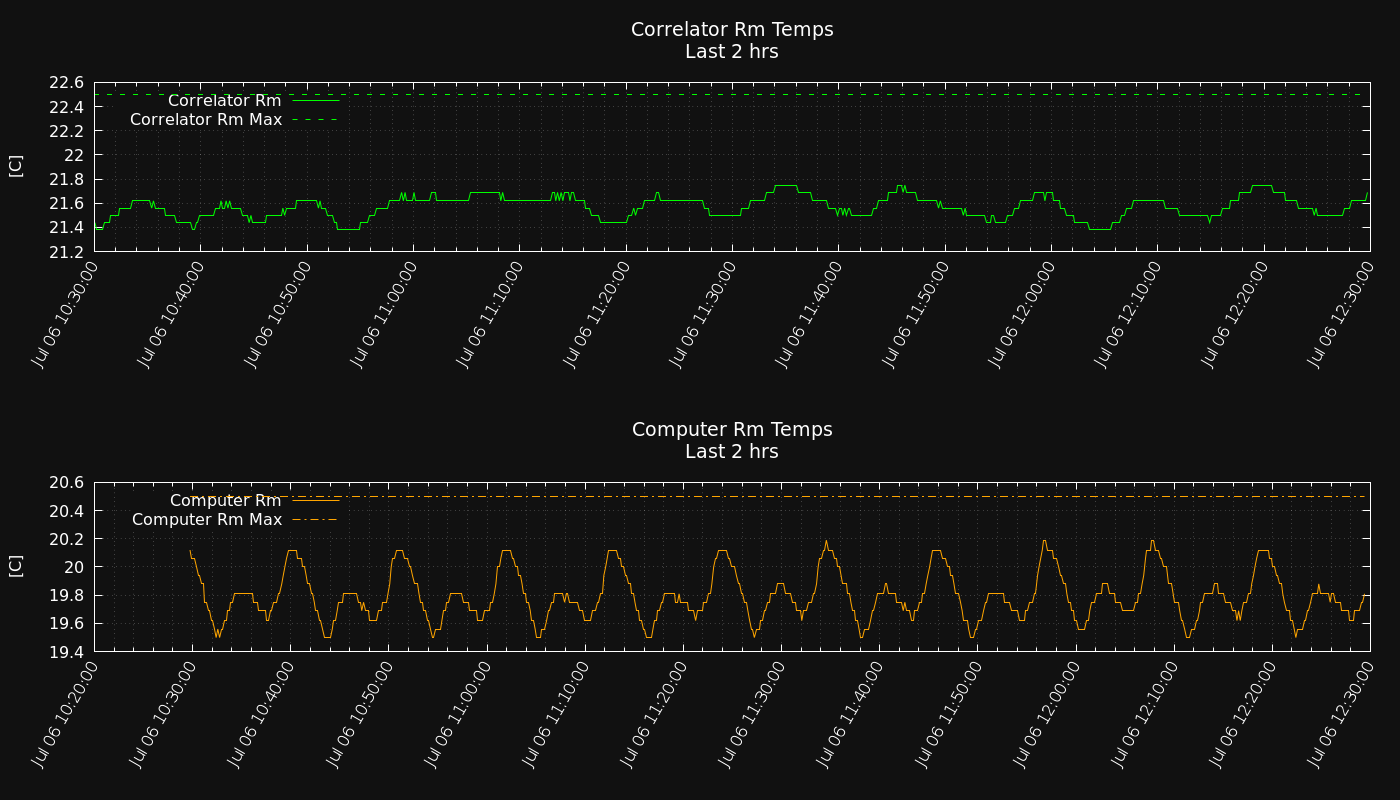 Correlator Rm Temps
Last 2 hrs
22.6
22.4
22.2
22
21.8
21.6
21.4
21.2
[C]
Correlator Rm
Correlator Rm Max
Jul 06 10:30:00
Jul 06 10:40:00
Jul 06 10:50:00
Jul 06 11:00:00
Jul 06 11:10:00
Jul 06 11:20:00
Jul 06 11:30:00
Jul 06 11:40:00
Jul 06 11:50:00
Jul 06 12:00:00
Jul 06 12:10:00
Jul 06 12:20:00
Jul 06 12:30:00
Computer Rm Temps
Last 2 hrs
20.6
20.4
20.2
20
19.8
19.6
19.4
[C]
Computer Rm
Computer Rm Max
Jul 06 10:20:00
Jul 06 10:30:00
Jul 06 10:40:00
Jul 06 10:50:00
Jul 06 11:00:00
Jul 06 11:10:00
Jul 06 11:20:00
Jul 06 11:30:00
Jul 06 11:40:00
Jul 06 11:50:00
Jul 06 12:00:00
Jul 06 12:10:00
Jul 06 12:20:00
Jul 06 12:30:00